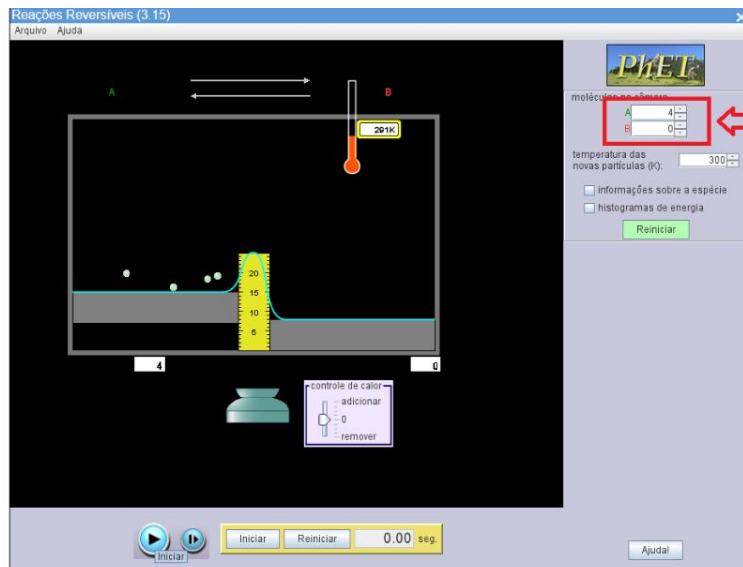 Reações Reversíveis (3.15)
Arquivo Ajuda
A
B
291K
20
15
10
5
4
0
controle de calor
adicionar
0
remover
Iniciar
Iniciar Reiniciar 0.00 seg.
PhET
moléculas na câmara
A 4
B 0
temperatura das
novas partículas (K): 300
informações sobre a espécie
histogramas de energia
Reiniciar
Ajuda!